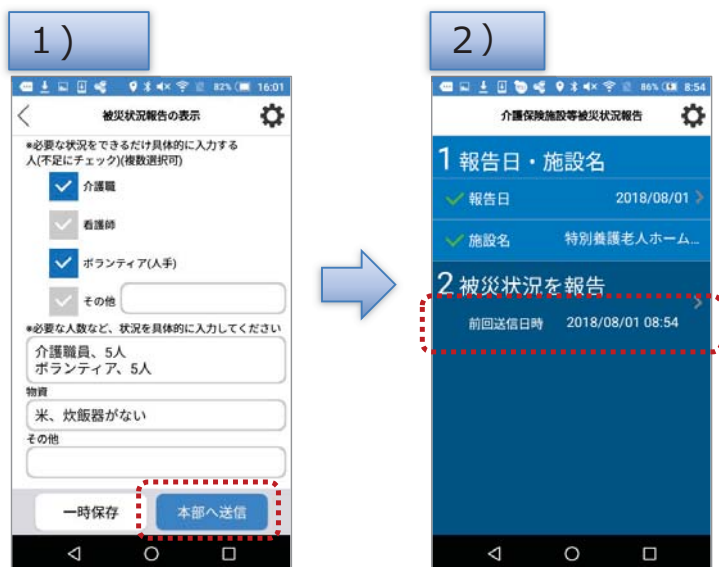 1）
82% 16:01
被災状況報告の表示
*必要な状況をできるだけ具体的に入力する
人(不足にチェック)(複数選択可)
介護職
看護師
ボランティア(人手)
その他
*必要な人数など、状況を具体的に入力してください
介護職員、5人
ボランティア、5人
物資
米、炊飯器がない
その他
一時保存
本部へ送信
2）
86% 8:54
介護保険施設等被災状況報告
1 報告日・施設名
報告日 2018/08/01
施設名 特別養護老人ホーム...
2 被災状況を報告
前回送信日時 2018/08/01 08:54